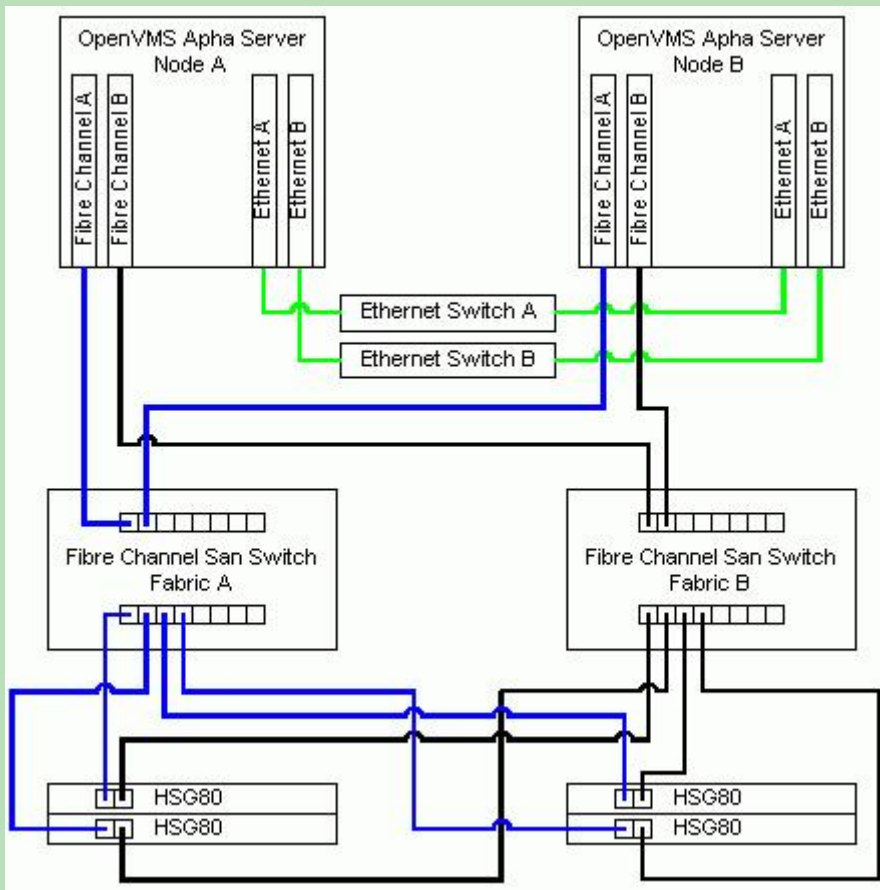 OpenVMS Apha Server
Node A
Fibre Channel A
Fibre Channel B
Ethernet A
Ethernet B
OpenVMS Apha Server
Node B
Fibre Channel A
Fibre Channel B
Ethernet A
Ethernet B
Ethernet Switch A
Ethernet Switch B
Fibre Channel San Switch
Fabric A
Fibre Channel San Switch
Fabric B
HSG80
HSG80
HSG80
HSG80